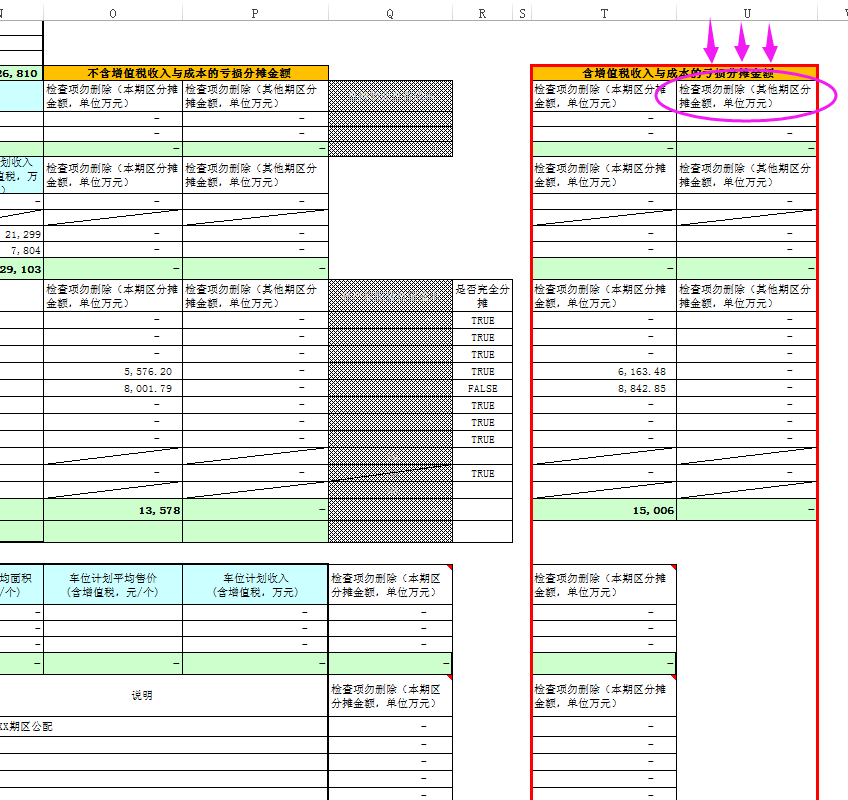 N O P Q R S T U
26,810 不含增值税收入与成本的亏损分摊金额 含增值税收入与成本的亏损分摊金额
检查项勿删除（本期区分摊 检查项勿删除（其他期区分 检查项勿删除（本期区分摊 检查项勿删除（其他期区分
金额，单位万元） 摊金额，单位万元） 金额，单位万元） 摊金额，单位万元）
- - -
- - - -
- - - -
划收入 检查项勿删除（本期区分摊 检查项勿删除（其他期区分 检查项勿删除（本期区分摊 检查项勿删除（其他期区分
值税，万 金额，单位万元） 摊金额，单位万元） 金额，单位万元） 摊金额，单位万元）
）
- - - - -
21,299 - - - -
7,804 - - - -
29,103 - - - -
检查项勿删除（本期区分摊 检查项勿删除（其他期区分 是否完全分 检查项勿删除（本期区分摊 检查项勿删除（其他期区分
金额，单位万元） 摊金额，单位万元） 摊 金额，单位万元） 摊金额，单位万元）
- - TRUE - -
- - TRUE - -
- - TRUE - -
5,576.20 - TRUE 6,163.48 -
8,001.79 - FALSE 8,842.85 -
- - TRUE - -
- - TRUE - -
- - TRUE - -
- - TRUE - -
13,578 - 15,006 -
均面积 车位计划平均售价 车位计划收入 检查项勿删除（本期区 检查项勿删除（本期区分摊
/个） （含增值税，元/个） （含增值税，万元） 分摊金额，单位万元） 金额，单位万元）
- - - -
- - - -
- - - -
- - - - -
说明 检查项勿删除（本期区 检查项勿删除（本期区分摊
分摊金额，单位万元） 金额，单位万元）
XX期区公配 - -
- -
- -
- -
- -